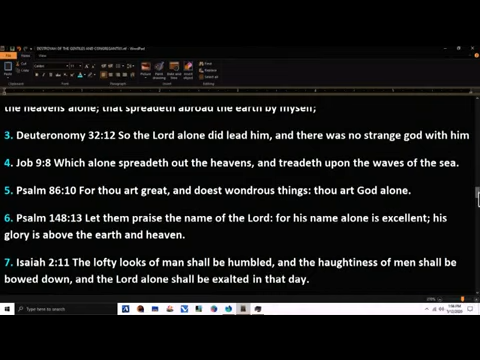 the heavens alone; that spreadeth abroad the earth by myself;
3. Deuteronomy 32:12 So the Lord alone did lead him, and there was no strange god with him
4. Job 9:8 Which alone spreadeth out the heavens, and treadeth upon the waves of the sea.
5. Psalm 86:10 For thou art great, and doest wondrous things: thou art God alone.
6. Psalm 148:13 Let them praise the name of the Lord: for his name alone is excellent; his
glory is above the earth and heaven.
7. Isaiah 2:11 The lofty looks of man shall be humbled, and the haughtiness of men shall be
bowed down, and the Lord alone shall be exalted in that day.
Type here to search